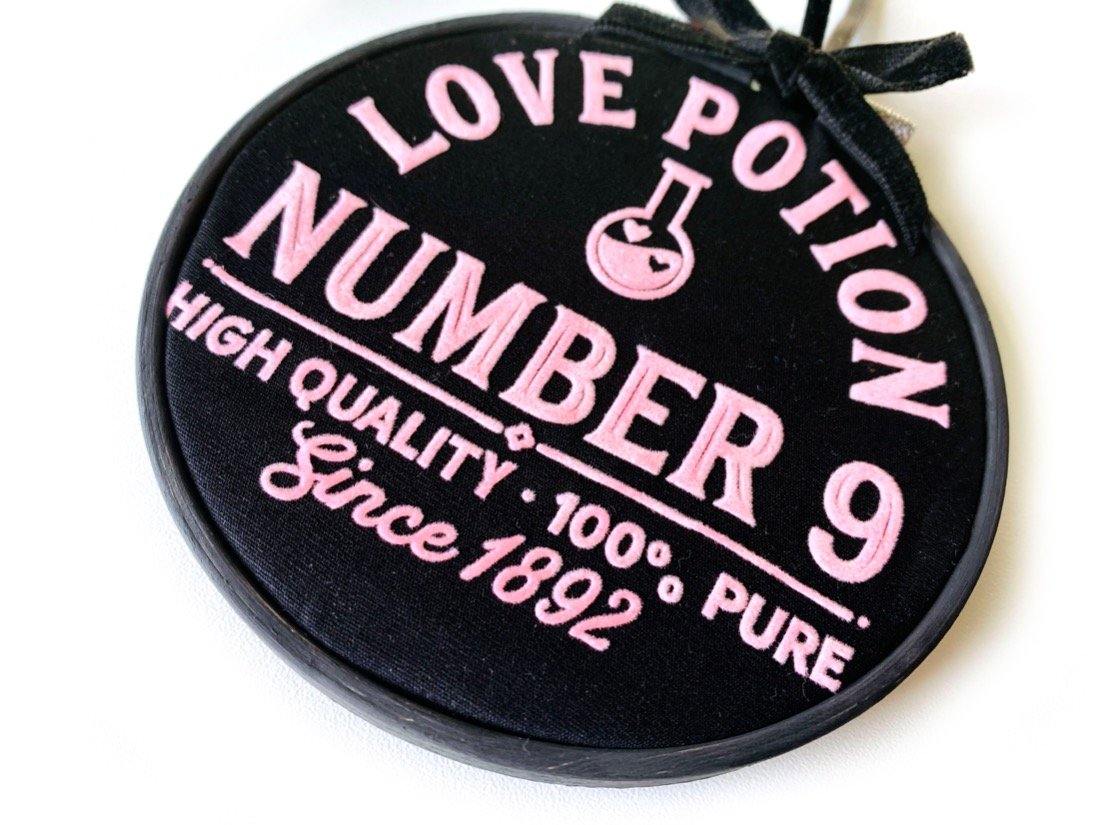 LOVE POTION
NUMBER 9
HIGH QUALITY · 100% PURE
Since 1892